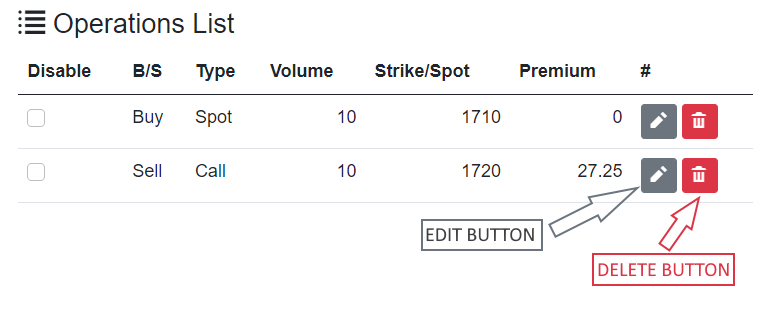 Operations List
Disable B/S Type Volume Strike/Spot Premium #
Buy Spot 10 1710 0
Sell Call 10 1720 27.25
EDIT BUTTON
DELETE BUTTON